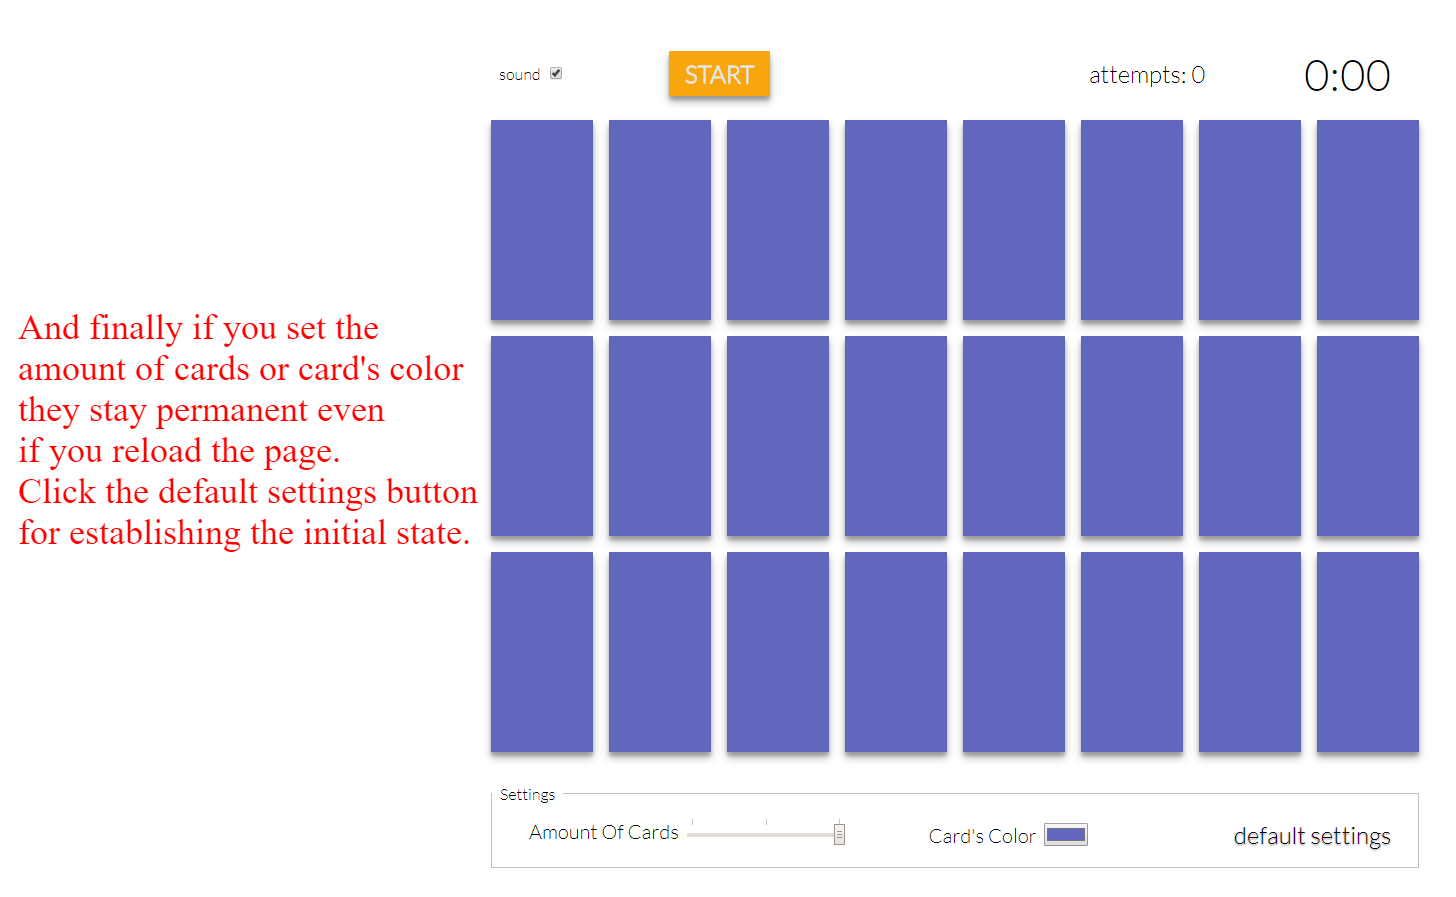 sound
START
attempts: 0
0:00
And finally if you set the
amount of cards or card's color
they stay permanent even
if you reload the page.
Click the default settings button
for establishing the initial state.
Settings
Amount Of Cards
Card's Color
default settings